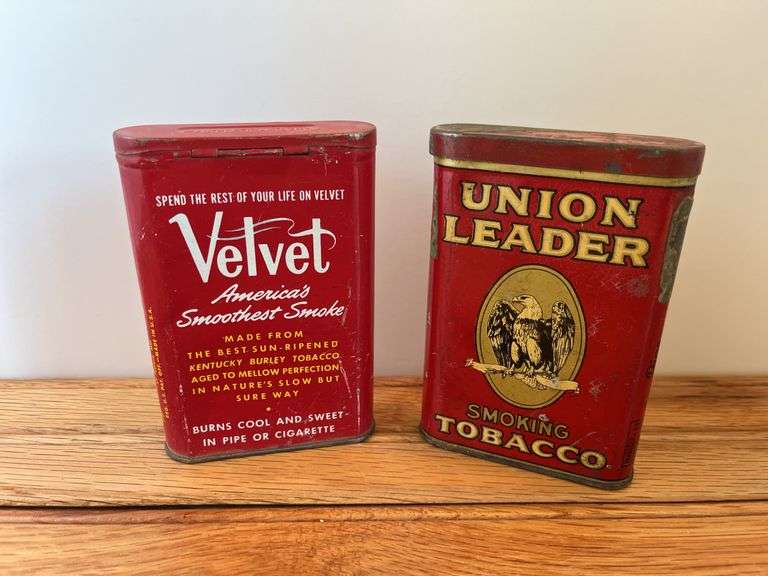 SPEND THE REST OF YOUR LIFE ON VELVET
Velvet
America's
Smoothest Smoke
MADE FROM
THE BEST SUN-RIPENED
KENTUCKY BURLEY TOBACCO
AGED TO MELLOW PERFECTION
IN NATURE'S SLOW BUT
SURE WAY
BURNS COOL AND SWEET
IN PIPE OR CIGARETTE
UNION
LEADER
SMOKING
TOBACCO